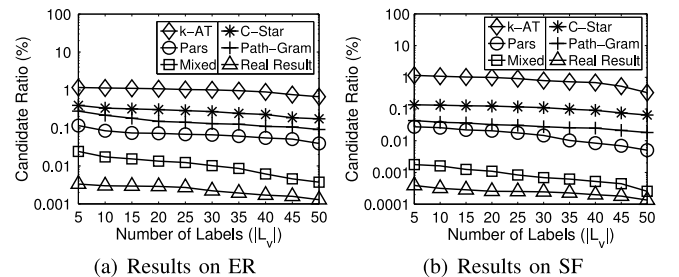 Candidate Ratio (%)
100
10
1
0.1
0.01
0.001
k-AT
C-Star
Pars
Path-Gram
Mixed
Real Result
5 10 15 20 25 30 35 40 45 50
Number of Labels (|Lv|)
(a) Results on ER
Candidate Ratio (%)
100
10
1
0.1
0.01
0.001
0.0001
k-AT
C-Star
Pars
Path-Gram
Mixed
Real Result
5 10 15 20 25 30 35 40 45 50
Number of Labels (|Lv|)
(b) Results on SF